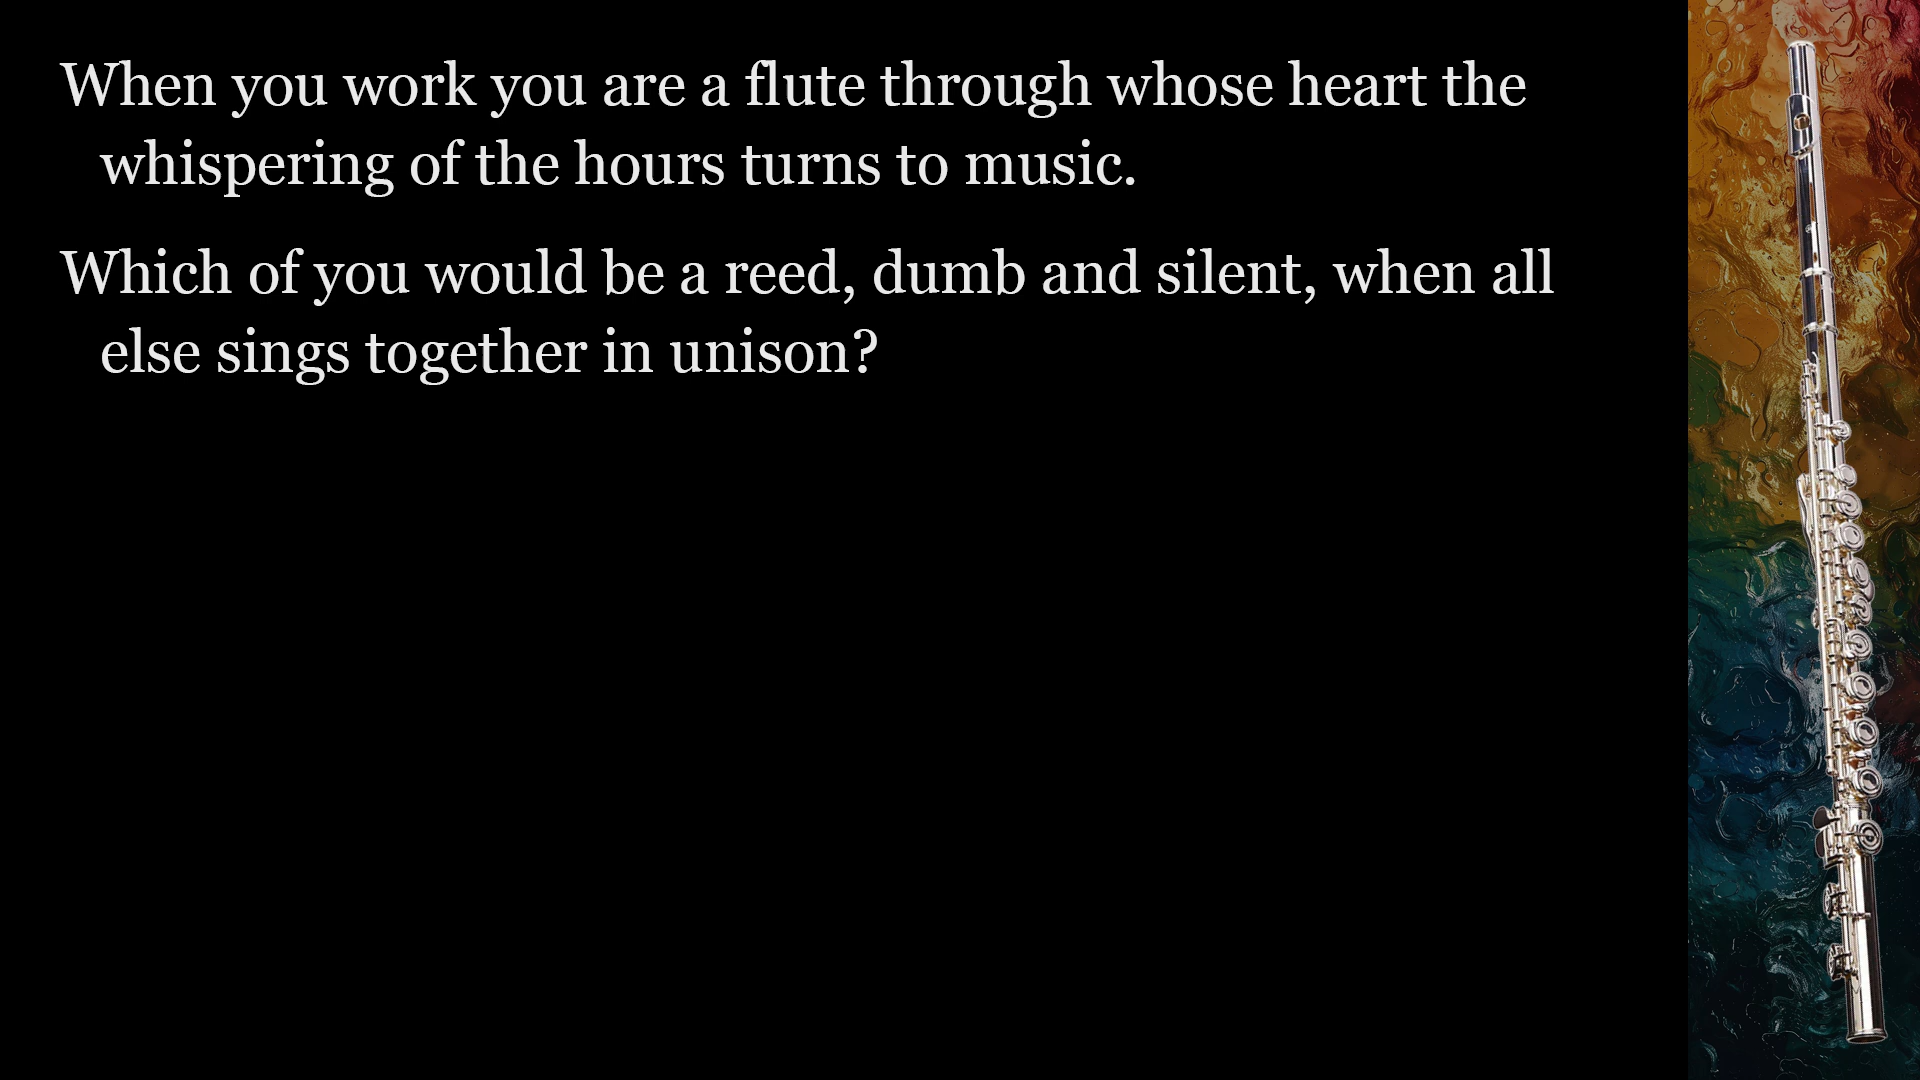 When you work you are a flute through whose heart the
whispering of the hours turns to music.
Which of you would be a reed, dumb and silent, when all
else sings together in unison?